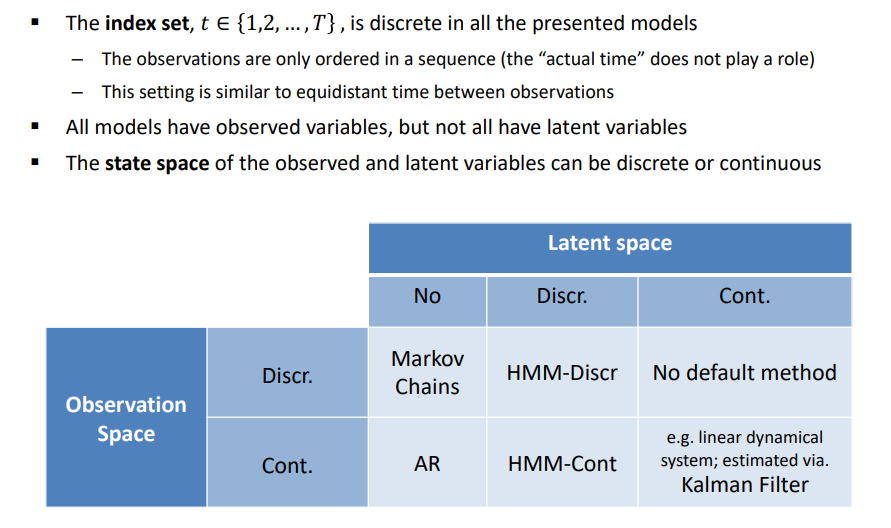 ▪ The index set, t ∈ {1,2, … , T} , is discrete in all the presented models
– The observations are only ordered in a sequence (the “actual time” does not play a role)
– This setting is similar to equidistant time between observations
▪ All models have observed variables, but not all have latent variables
▪ The state space of the observed and latent variables can be discrete or continuous
Latent space
No Discr. Cont.
Observation
Space
Discr.
Markov
Chains
HMM-Discr
No default method
Cont.
AR
HMM-Cont
e.g. linear dynamical
system; estimated via.
Kalman Filter